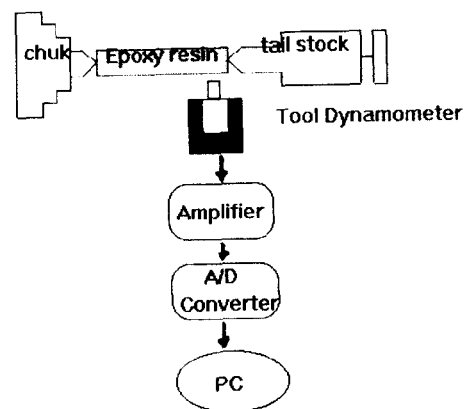 chuk
Epoxy resin
tail stock
Tool Dynamometer
Amplifier
A/D
Converter
PC